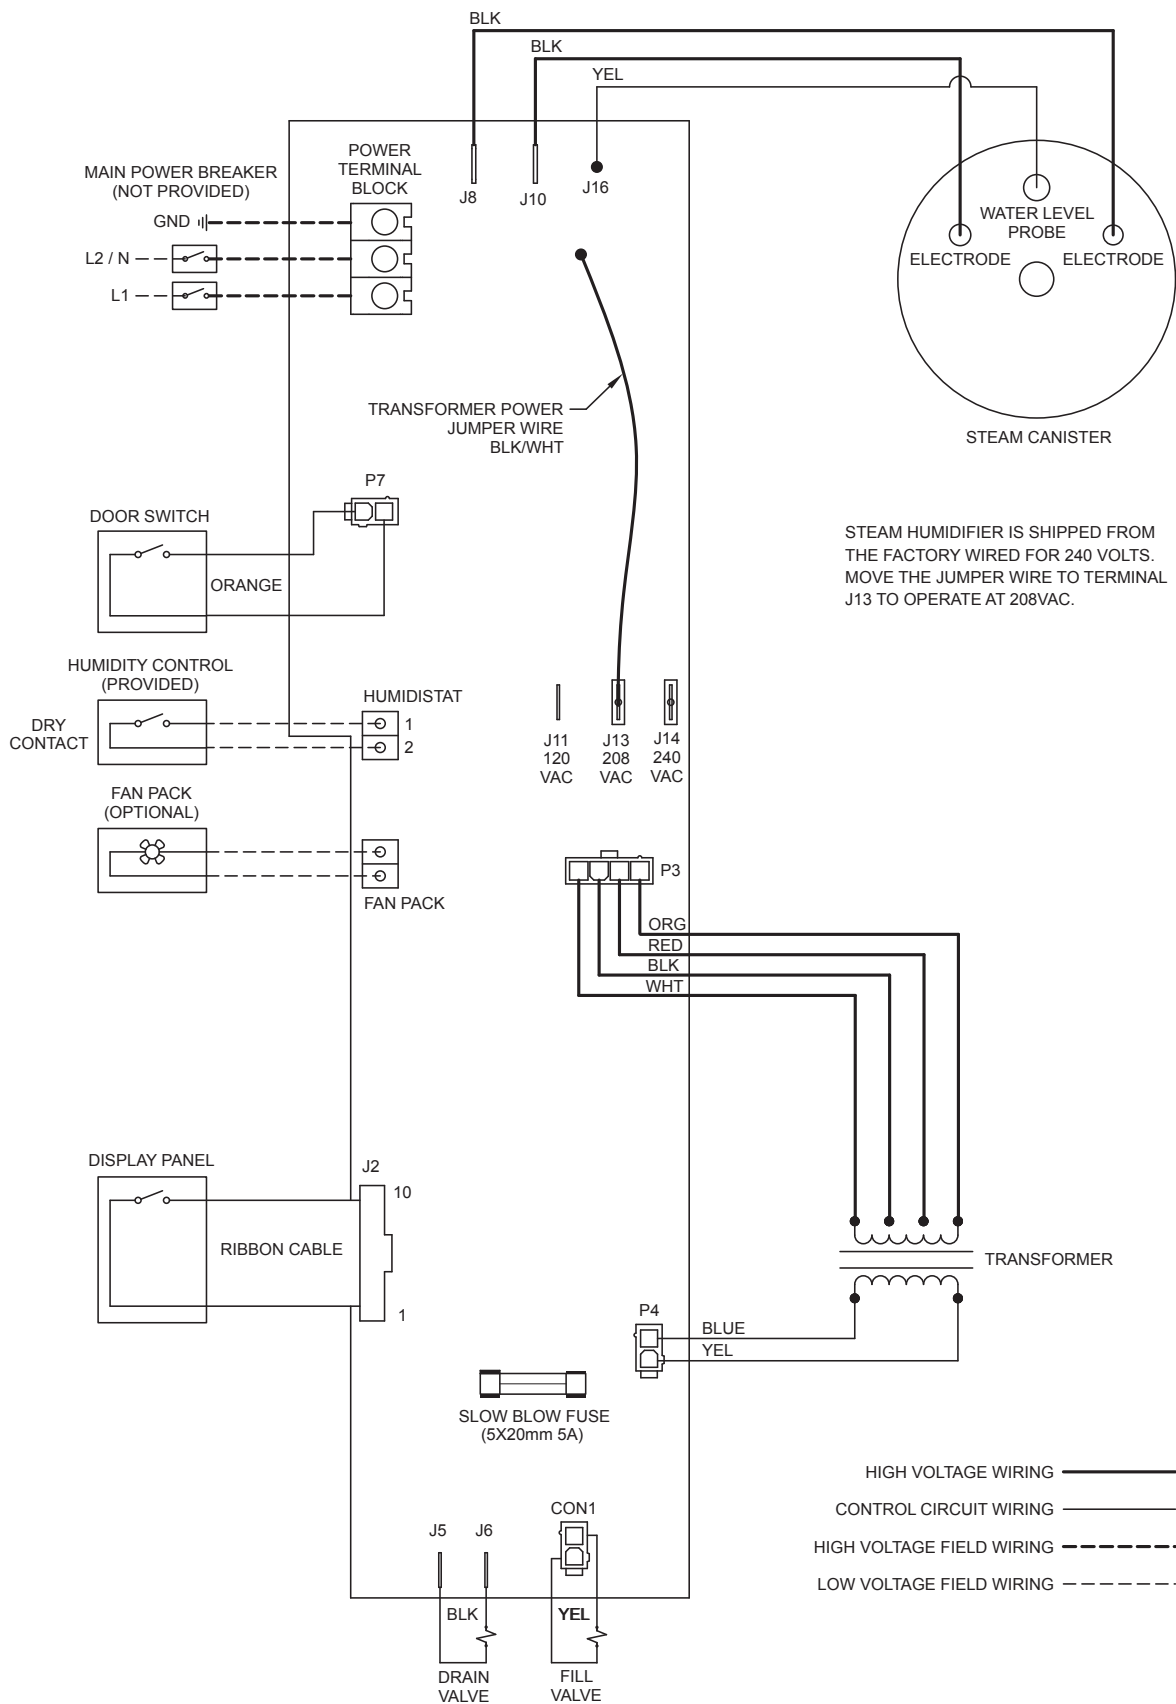 BLK
BLK
YEL
MAIN POWER BREAKER
(NOT PROVIDED)
GND
L2 / N
L1
POWER
TERMINAL
BLOCK
J8
J10
J16
WATER LEVEL
PROBE
ELECTRODE
ELECTRODE
STEAM CANISTER
TRANSFORMER POWER
JUMPER WIRE
BLK/WHT
P7
DOOR SWITCH
ORANGE
STEAM HUMIDIFIER IS SHIPPED FROM
THE FACTORY WIRED FOR 240 VOLTS.
MOVE THE JUMPER WIRE TO TERMINAL
J13 TO OPERATE AT 208VAC.
HUMIDITY CONTROL
(PROVIDED)
DRY
CONTACT
HUMIDISTAT
1
2
J11
120
VAC
J13
208
VAC
J14
240
VAC
FAN PACK
(OPTIONAL)
FAN PACK
P3
ORG
RED
BLK
WHT
DISPLAY PANEL
J2
10
RIBBON CABLE
1
TRANSFORMER
P4
BLUE
YEL
SLOW BLOW FUSE
(5X20mm 5A)
HIGH VOLTAGE WIRING
CONTROL CIRCUIT WIRING
HIGH VOLTAGE FIELD WIRING
LOW VOLTAGE FIELD WIRING
J5
J6
CON1
BLK
YEL
DRAIN
VALVE
FILL
VALVE